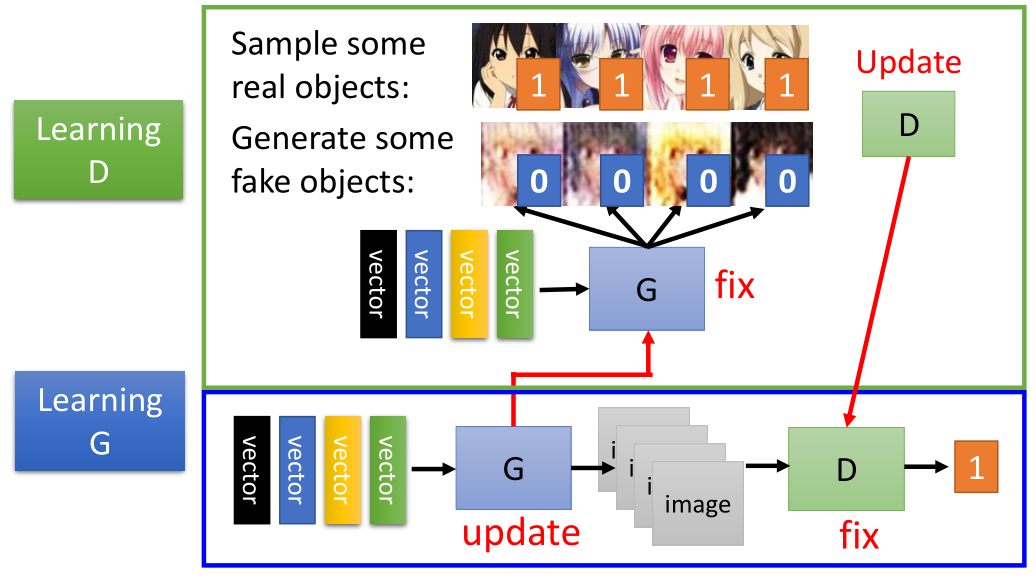 Learning
D
Sample some
real objects:
1 1 1 1
Update
D
Generate some
fake objects:
0 0 0 0
vector vector vector vector
G
fix
Learning
G
vector vector vector vector
G
update
i
i
i
image
D
fix
1